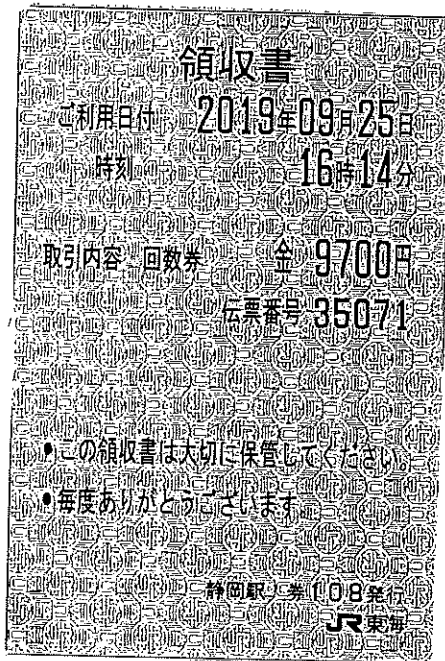 領収書
ご利用日付 2019年09月25日
時刻 16時14分
取引内容 回数券 金 9700円
伝票番号 35071
●この領収書は大切に保管してください。
●毎度ありがとうございます。
静岡駅 券108発行
JR東海